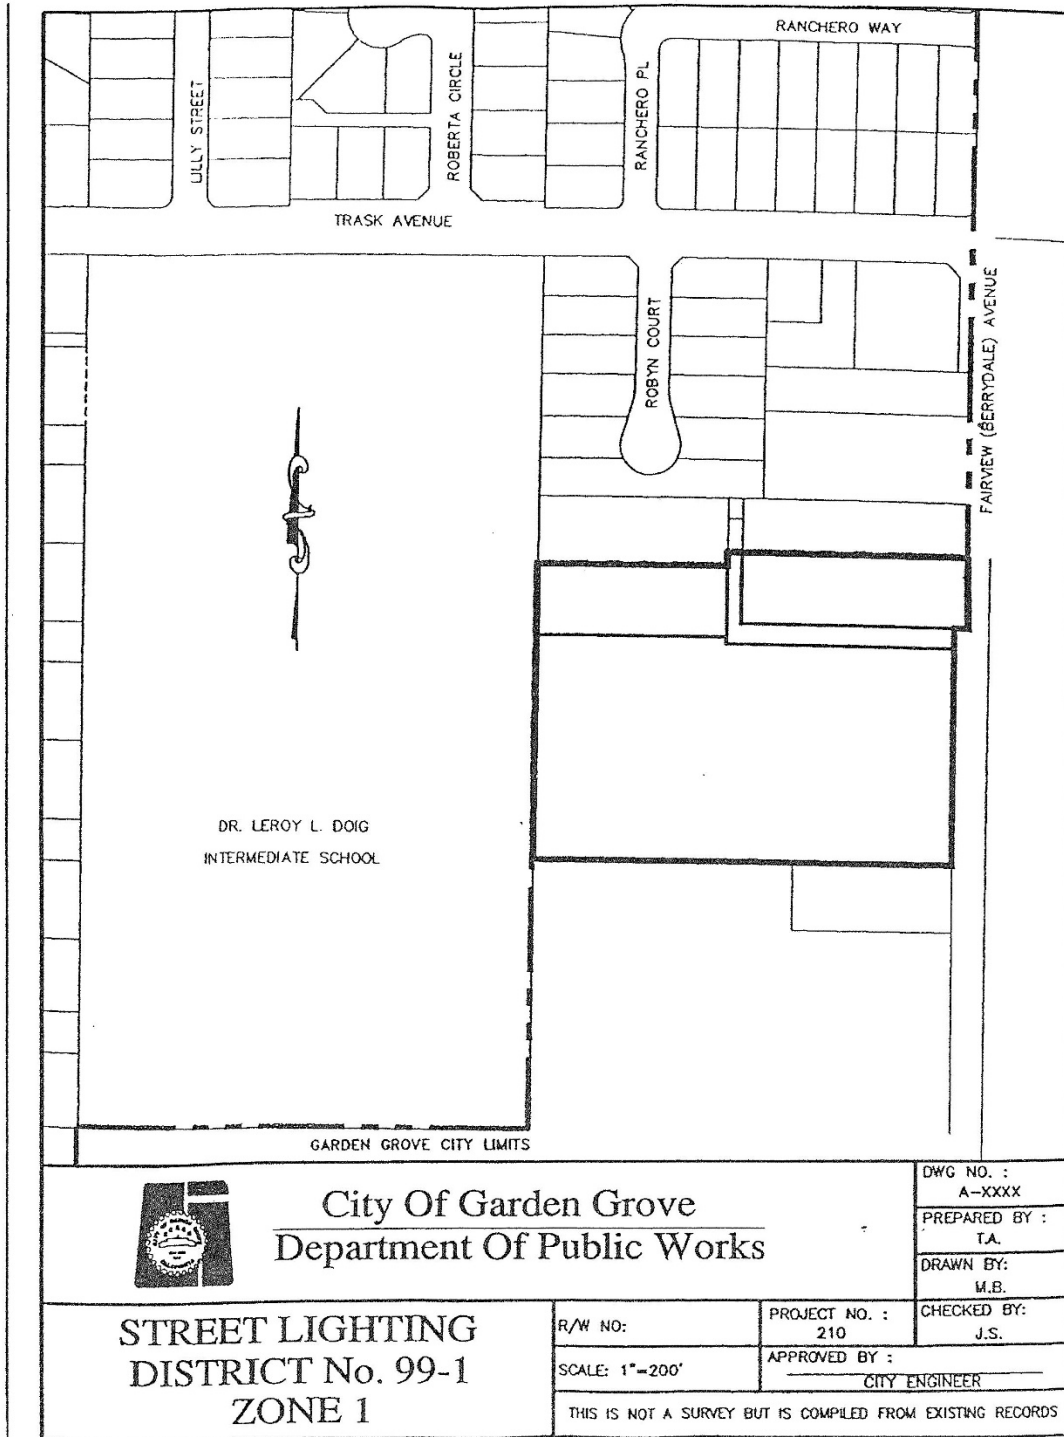 RANCHERO WAY
LILLY STREET
ROBERTA CIRCLE
RANCHERO PL
TRASK AVENUE
ROBYN COURT
FAIRVIEW (BERRYDALE) AVENUE
DR. LEROY L. DOIG
INTERMEDIATE SCHOOL
GARDEN GROVE CITY LIMITS
City Of Garden Grove
Department Of Public Works
DWG NO. :
A-XXXX
PREPARED BY :
T.A.
DRAWN BY:
M.B.
STREET LIGHTING
DISTRICT No. 99-1
ZONE 1
R/W NO:
PROJECT NO. :
210
CHECKED BY:
J.S.
SCALE: 1"=200'
APPROVED BY :
CITY ENGINEER
THIS IS NOT A SURVEY BUT IS COMPILED FROM EXISTING RECORDS